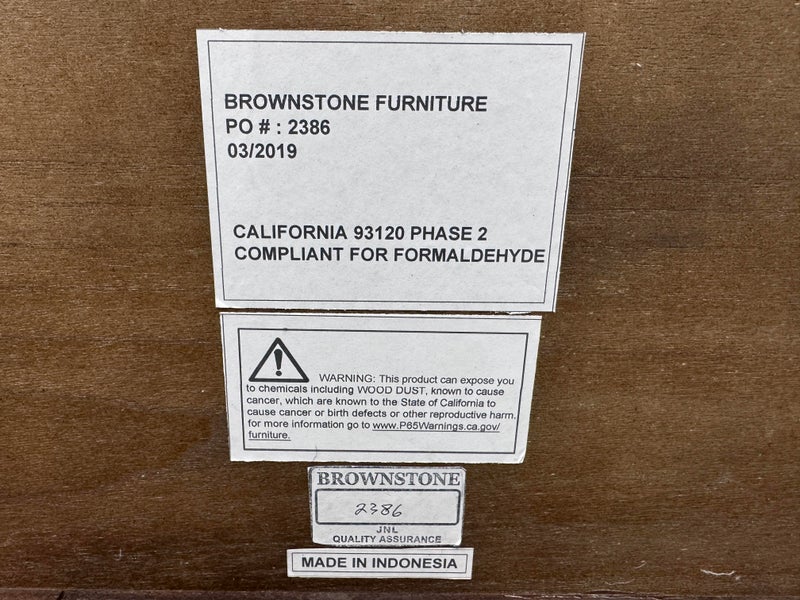 BROWNSTONE FURNITURE
PO # : 2386
03/2019
CALIFORNIA 93120 PHASE 2
COMPLIANT FOR FORMALDEHYDE
WARNING: This product can expose you
to chemicals including WOOD DUST, known to cause
cancer, which are known to the State of California to
cause cancer or birth defects or other reproductive harm.
for more information go to www.P65Warnings.ca.gov/
furniture.
BROWNSTONE
2386
JNL
QUALITY ASSURANCE
MADE IN INDONESIA